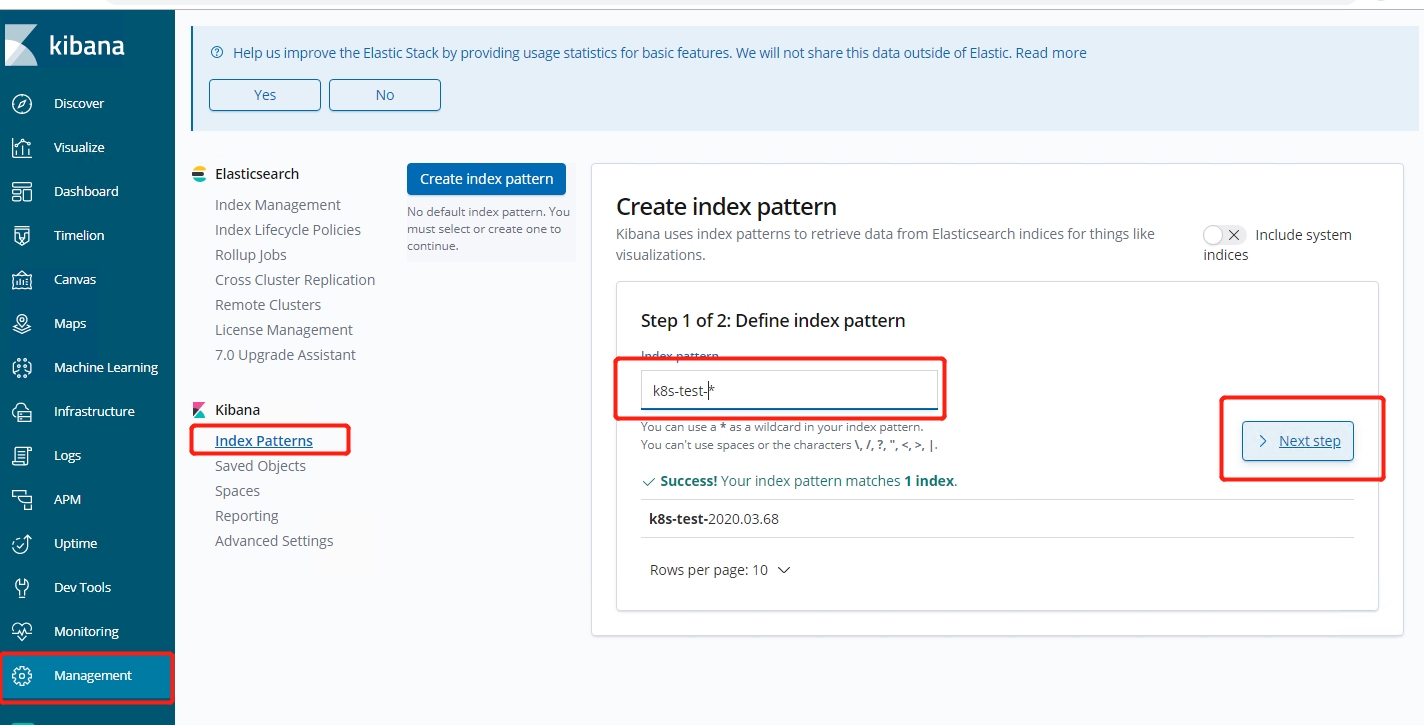 kibana
Discover
Visualize
Dashboard
Timelion
Canvas
Maps
Machine Learning
Infrastructure
Logs
APM
Uptime
Dev Tools
Monitoring
Management
Help us improve the Elastic Stack by providing usage statistics for basic features. We will not share this data outside of Elastic. Read more
Yes
No
Elasticsearch
Index Management
Index Lifecycle Policies
Rollup Jobs
Cross Cluster Replication
Remote Clusters
License Management
7.0 Upgrade Assistant
Kibana
Index Patterns
Saved Objects
Spaces
Reporting
Advanced Settings
Create index pattern
No default index pattern. You
must select or create one to
continue.
Create index pattern
Kibana uses index patterns to retrieve data from Elasticsearch indices for things like
visualizations.
Include system
indices
Step 1 of 2: Define index pattern
Index pattern
k8s-test-*
You can use a * as a wildcard in your index pattern.
You can't use spaces or the characters \, /, ?, ", <, >, |.
Next step
Success! Your index pattern matches 1 index.
k8s-test-2020.03.68
Rows per page: 10